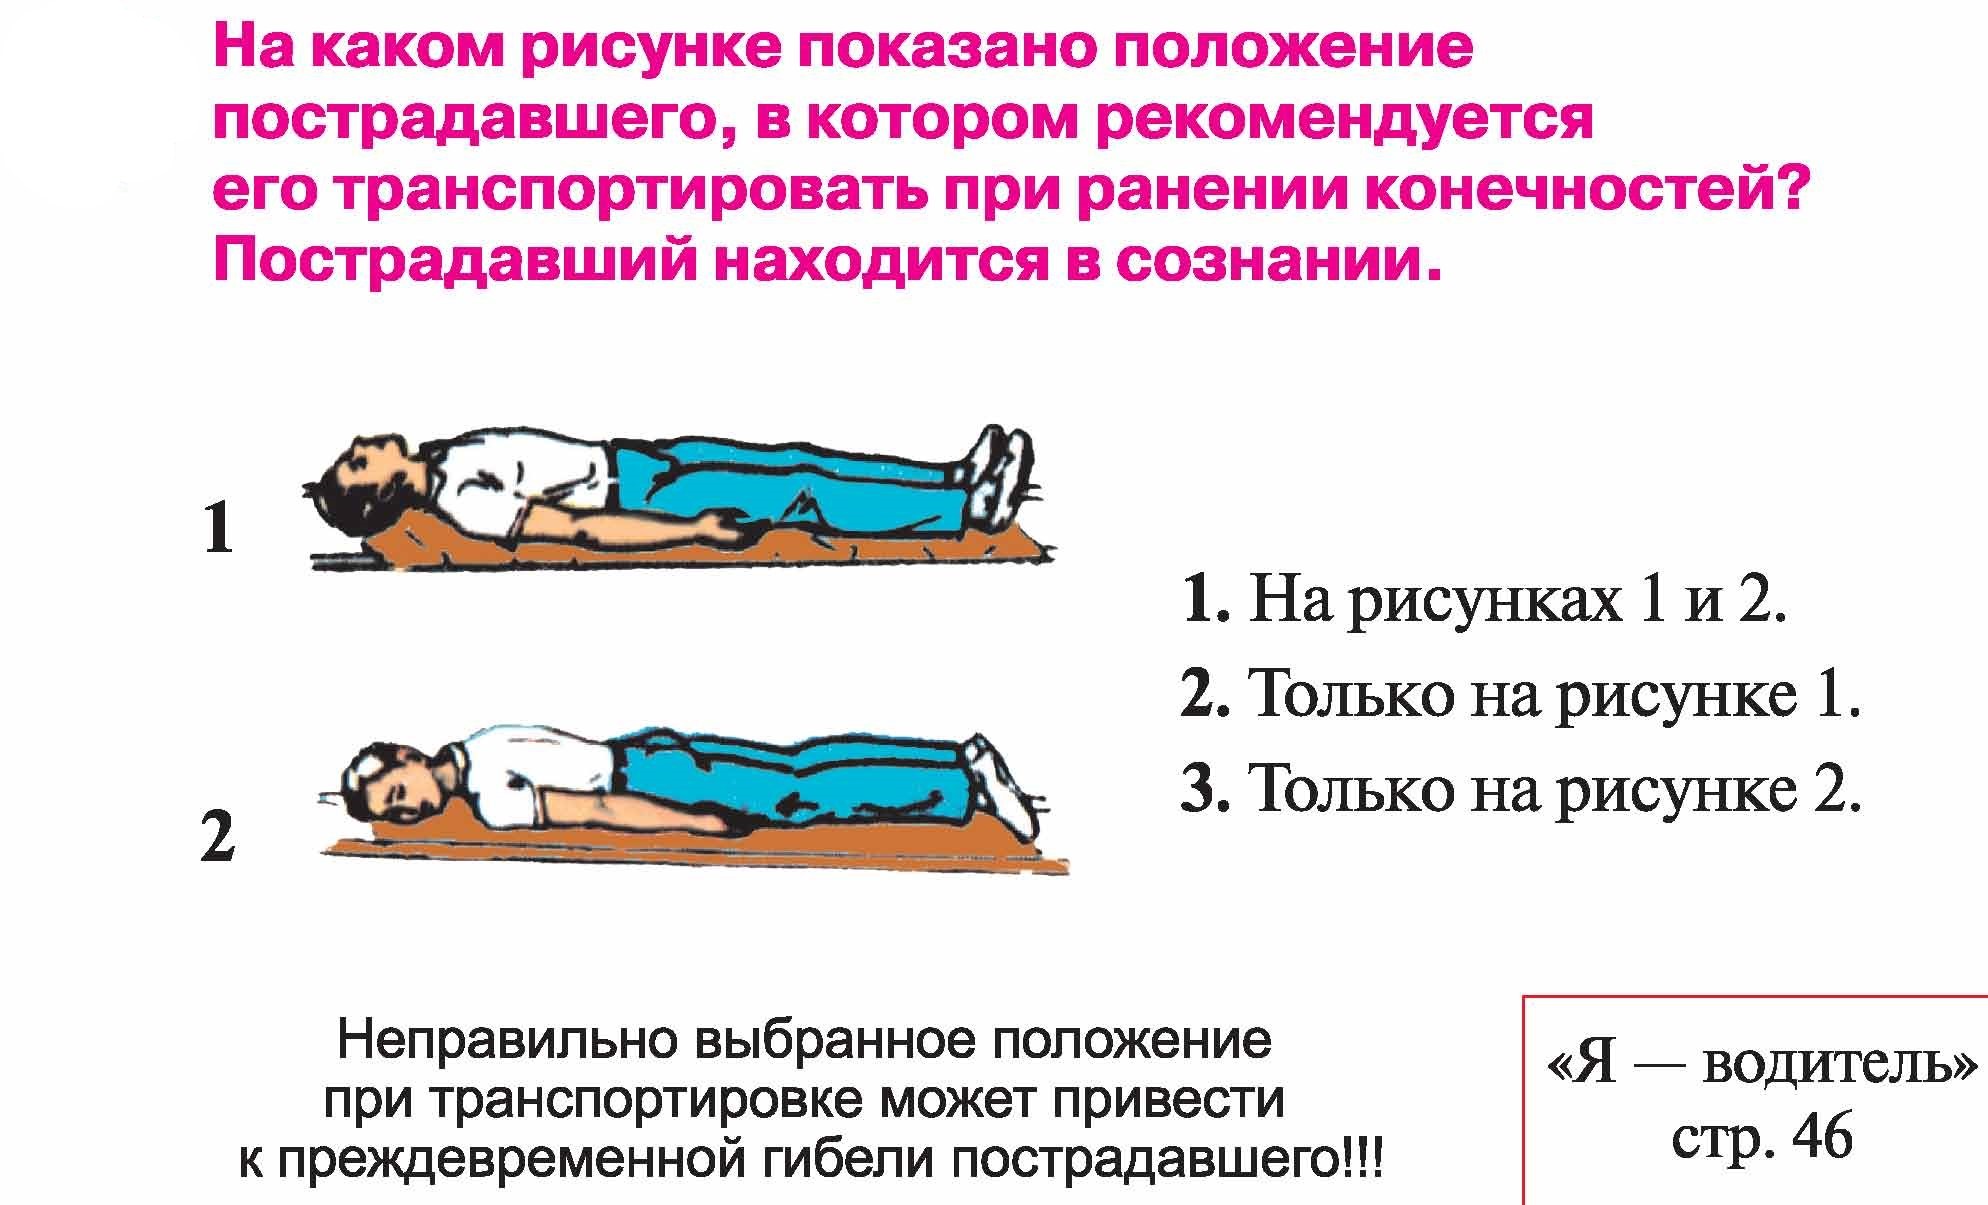 На каком рисунке показано положение
пострадавшего, в котором рекомендуется
его транспортировать при ранении конечностей?
Пострадавший находится в сознании.
1
2
1. На рисунках 1 и 2.
2. Только на рисунке 1.
3. Только на рисунке 2.
Неправильно выбранное положение
при транспортировке может привести
к преждевременной гибели пострадавшего!!!
«Я — водитель»
стр. 46